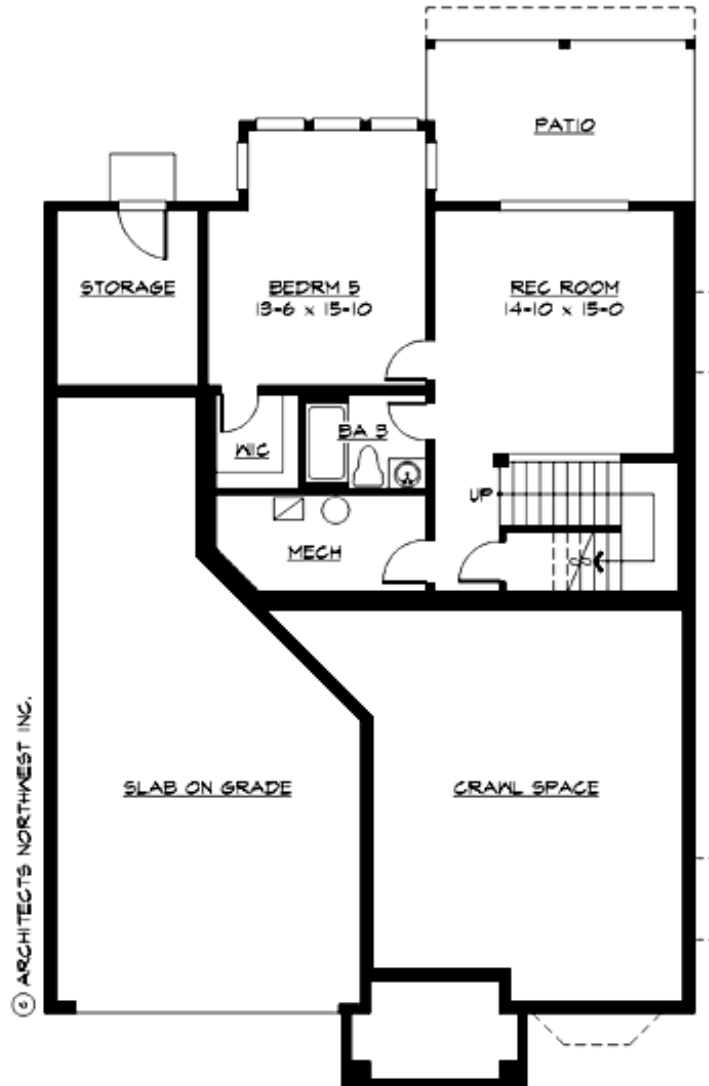 PATIO
STORAGE
BEDRM 5
13-6 x 15-10
REC ROOM
14-10 x 15-0
WIC
BA 3
UP
MECH
SLAB ON GRADE
CRAWL SPACE
© ARCHITECTS NORTHWEST INC.